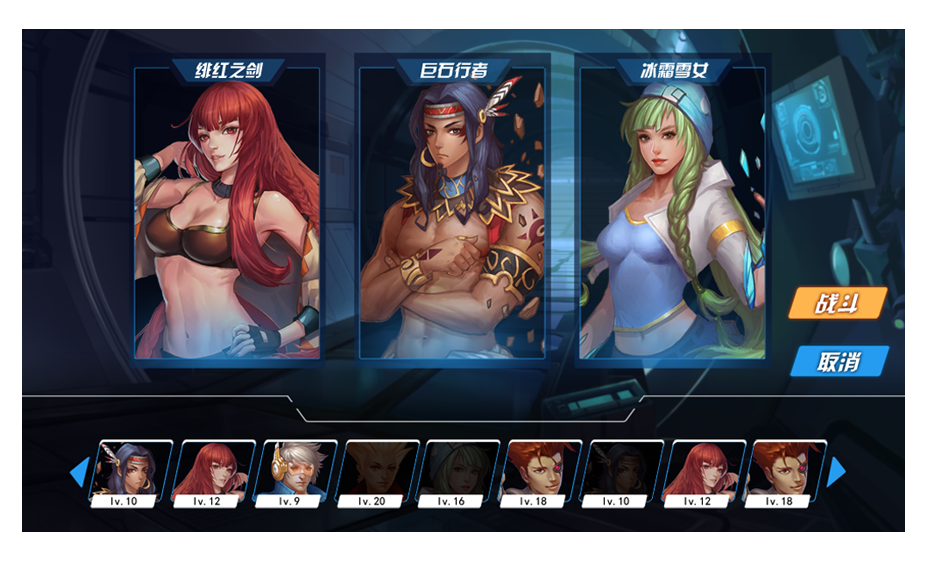 绯红之剑
巨石行者
冰霜雪女
战斗
取消
lv. 10
lv. 12
lv. 9
lv. 20
lv. 16
lv. 18
lv. 10
lv. 12
lv. 18